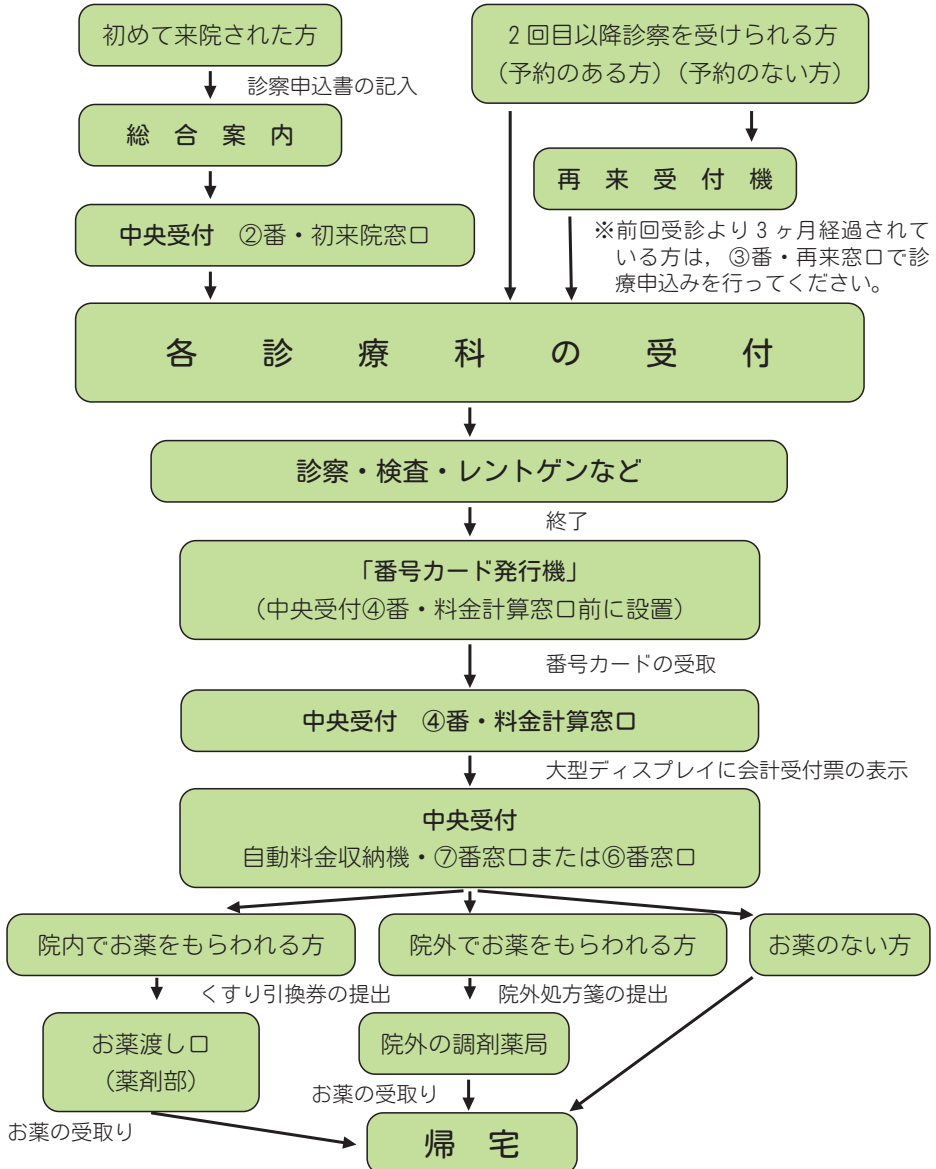 初めて来院された方
診察申込書の記入
総合案内
中央受付 ②番・初来院窓口
2回目以降診察を受けられる方
（予約のある方）（予約のない方）
再来受付機
※前回受診より3ヶ月経過されて
いる方は，③番・再来窓口で診
療申込みを行ってください。
各診療科の受付
診察・検査・レントゲンなど
終了
「番号カード発行機」
（中央受付④番・料金計算窓口前に設置）
番号カードの受取
中央受付 ④番・料金計算窓口
大型ディスプレイに会計受付票の表示
中央受付
自動料金収納機・⑦番窓口または⑥番窓口
院内でお薬をもらわれる方
院外でお薬をもらわれる方
お薬のない方
くすり引換券の提出
院外処方箋の提出
お薬渡し口
（薬剤部）
院外の調剤薬局
お薬の受取り
お薬の受取り
帰宅